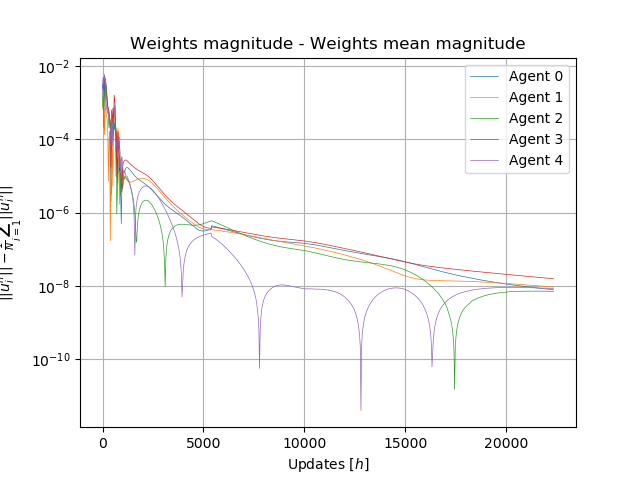 Weights magnitude - Weights mean magnitude
10⁻²
10⁻⁴
10⁻⁶
10⁻⁸
10⁻¹⁰
Agent 0
Agent 1
Agent 2
Agent 3
Agent 4
0
5000
10000
15000
20000
Updates [h]